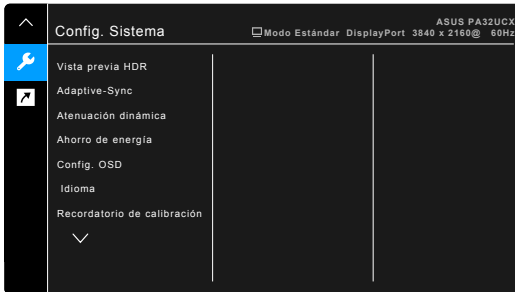 ASUS PA32UCX
Config. Sistema
Modo Estándar DisplayPort 3840 x 2160@ 60Hz
Vista previa HDR
Adaptive-Sync
Atenuación dinámica
Ahorro de energía
Config. OSD
Idioma
Recordatorio de calibración